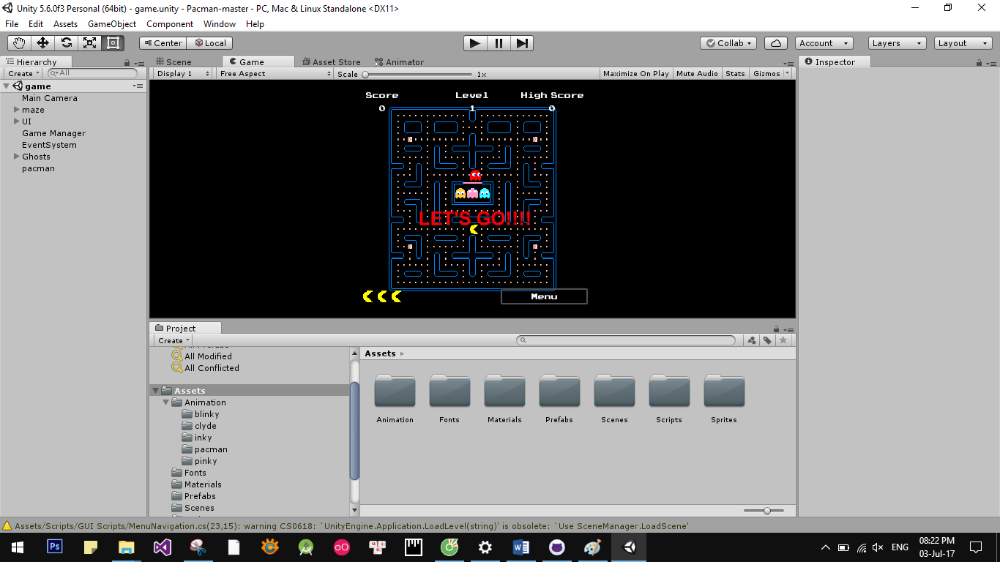 Unity 5.6.0f3 Personal (64bit) - game.unity - Pacman-master - PC, Mac & Linux Standalone <DX11>
File Edit Assets GameObject Component Window Help
Center Local Collab Account Layers Layout
Hierarchy Scene Game Asset Store Animator Inspector
Create All Display 1 Free Aspect Scale 1x Maximize On Play Mute Audio Stats Gizmos
game
Main Camera
maze
UI
Game Manager
EventSystem
Ghosts
pacman
Score Level High Score
0 1 0
LET'S GO!!!!
Menu
Project
Create
All Modified
All Conflicted
Assets
Animation
blinky
clyde
inky
pacman
pinky
Fonts
Materials
Prefabs
Scenes
Assets
Animation Fonts Materials Prefabs Scenes Scripts Sprites
Assets/Scripts/GUI Scripts/MenuNavigation.cs(23,15): warning CS0618: `UnityEngine.Application.LoadLevel(string)' is obsolete: `Use SceneManager.LoadScene'
ENG 08:22 PM
03-Jul-17